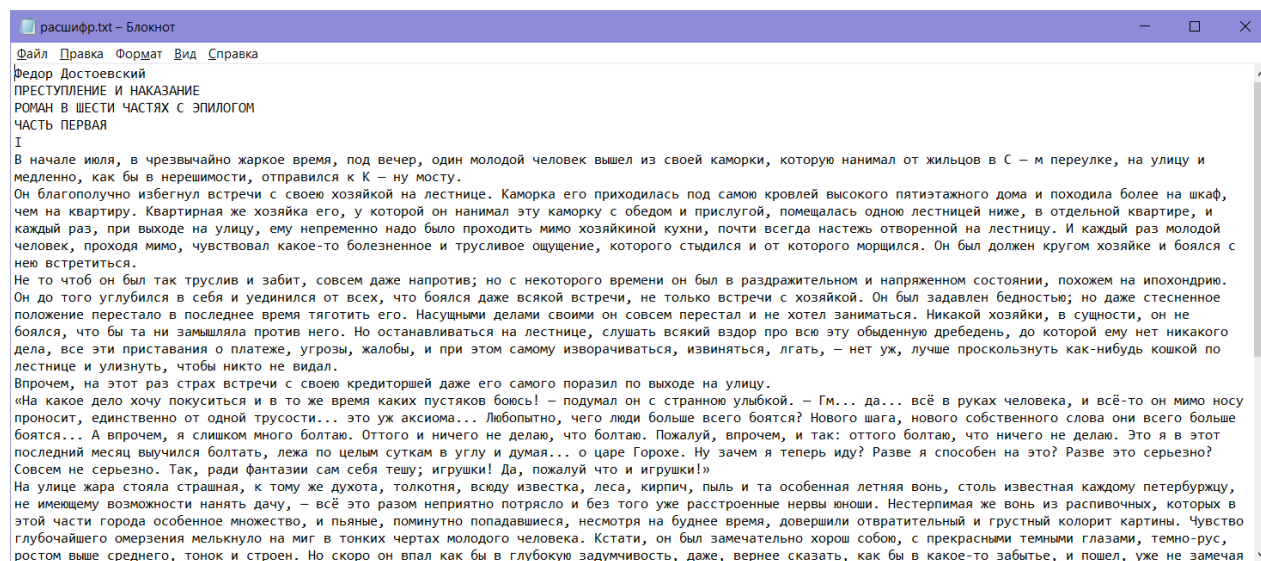 расшифр.txt – Блокнот
Файл Правка Формат Вид Справка
Федор Достоевский
ПРЕСТУПЛЕНИЕ И НАКАЗАНИЕ
РОМАН В ШЕСТИ ЧАСТЯХ С ЭПИЛОГОМ
ЧАСТЬ ПЕРВАЯ
I
В начале июля, в чрезвычайно жаркое время, под вечер, один молодой человек вышел из своей каморки, которую нанимал от жильцов в С — м переулке, на улицу и
медленно, как бы в нерешимости, отправился к К — ну мосту.
Он благополучно избегнул встречи с своею хозяйкой на лестнице. Каморка его приходилась под самою кровлей высокого пятиэтажного дома и походила более на шкаф,
чем на квартиру. Квартирная же хозяйка его, у которой он нанимал эту каморку с обедом и прислугой, помещалась одною лестницей ниже, в отдельной квартире, и
каждый раз, при выходе на улицу, ему непременно надо было проходить мимо хозяйкиной кухни, почти всегда настежь отворенной на лестницу. И каждый раз молодой
человек, проходя мимо, чувствовал какое-то болезненное и трусливое ощущение, которого стыдился и от которого морщился. Он был должен кругом хозяйке и боялся с
нею встретиться.
Не то чтоб он был так труслив и забит, совсем даже напротив; но с некоторого времени он был в раздражительном и напряженном состоянии, похожем на ипохондрию.
Он до того углубился в себя и уединился от всех, что боялся даже всякой встречи, не только встречи с хозяйкой. Он был задавлен бедностью; но даже стесненное
положение перестало в последнее время тяготить его. Насущными делами своими он совсем перестал и не хотел заниматься. Никакой хозяйки, в сущности, он не
боялся, что бы та ни замышляла против него. Но останавливаться на лестнице, слушать всякий вздор про всю эту обыденную дребедень, до которой ему нет никакого
дела, все эти приставания о платеже, угрозы, жалобы, и при этом самому изворачиваться, извиняться, лгать, — нет уж, лучше проскользнуть как-нибудь кошкой по
лестнице и улизнуть, чтобы никто не видал.
Впрочем, на этот раз страх встречи с своею кредиторшей даже его самого поразил по выходе на улицу.
«На какое дело хочу покуситься и в то же время каких пустяков боюсь! — подумал он с странною улыбкой. — Гм... да... всё в руках человека, и всё-то он мимо носу
проносит, единственно от одной трусости... это уж аксиома... Любопытно, чего люди больше всего боятся? Нового шага, нового собственного слова они всего больше
боятся... А впрочем, я слишком много болтаю. Оттого и ничего не делаю, что болтаю. Пожалуй, впрочем, и так: оттого болтаю, что ничего не делаю. Это я в этот
последний месяц выучился болтать, лежа по целым суткам в углу и думая... о царе Горохе. Ну зачем я теперь иду? Разве я способен на это? Разве это серьезно?
Совсем не серьезно. Так, ради фантазии сам себя тешу; игрушки! Да, пожалуй что и игрушки!»
На улице жара стояла страшная, к тому же духота, толкотня, всюду известка, леса, кирпич, пыль и та особенная летняя вонь, столь известная каждому петербуржцу,
не имеющему возможности нанять дачу, — всё это разом неприятно потрясло и без того уже расстроенные нервы юноши. Нестерпимая же вонь из распивочных, которых в
этой части города особенное множество, и пьяные, поминутно попадавшиеся, несмотря на буднее время, довершили отвратительный и грустный колорит картины. Чувство
глубочайшего омерзения мелькнуло на миг в тонких чертах молодого человека. Кстати, он был замечательно хорош собою, с прекрасными темными глазами, темно-рус,
ростом выше среднего, тонок и строен. Но скоро он впал как бы в глубокую задумчивость, даже, вернее сказать, как бы в какое-то забытье, и пошел, уже не замечая